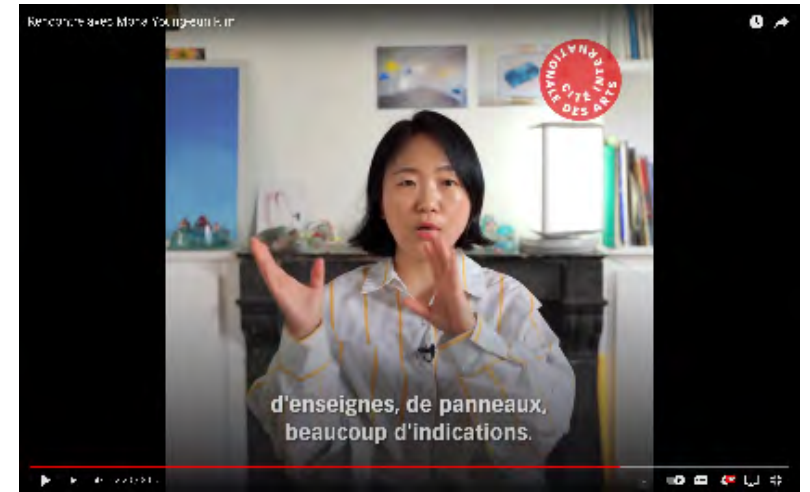 Rencontre avec Mona Young-eun Kim
CITÉ INTERNATIONALE DES ARTS
d'enseignes, de panneaux,
beaucoup d'indications.